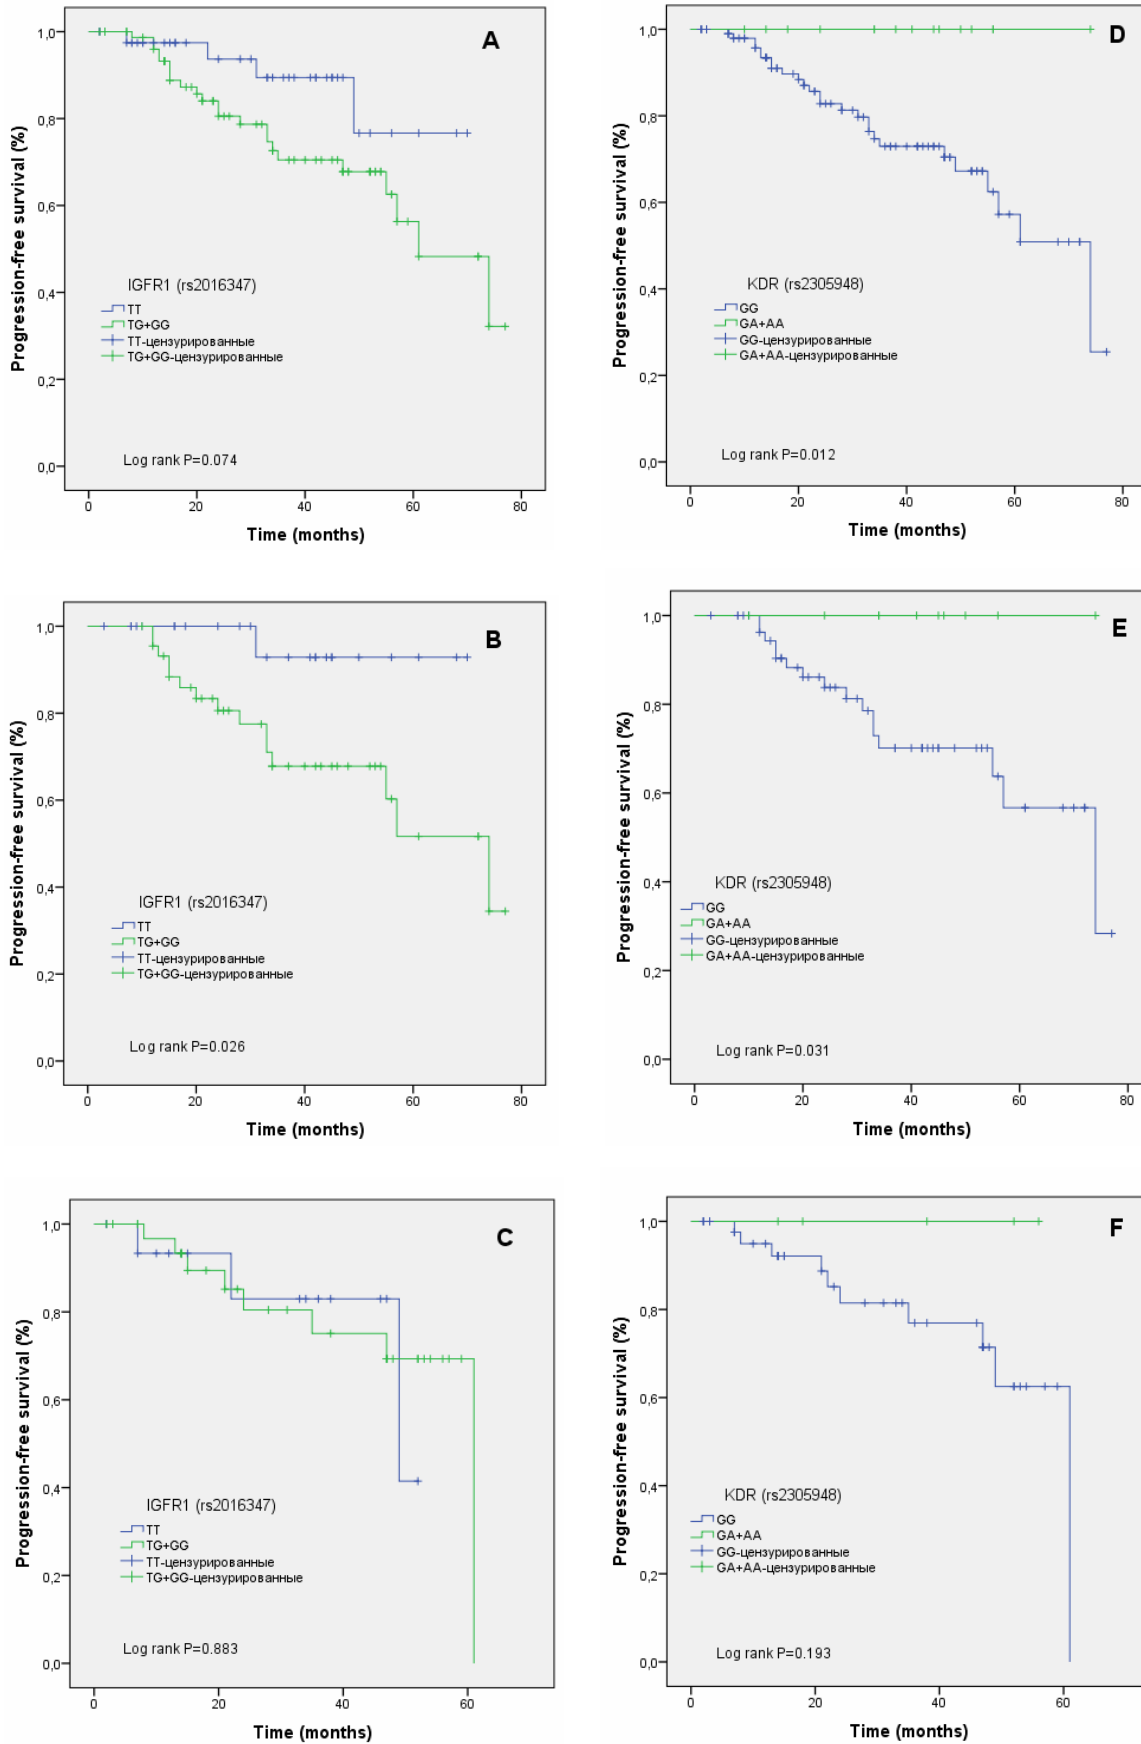 A
1,0
0,8
0,6
0,4
0,2
0,0
Progression-free survival (%)
IGFR1 (rs2016347)
TT
TG+GG
TT-цензурированные
TG+GG-цензурированные
Log rank P=0.074
0 20 40 60 80
Time (months)
D
1,0
0,8
0,6
0,4
0,2
0,0
Progression-free survival (%)
KDR (rs2305948)
GG
GA+AA
GG-цензурированные
GA+AA-цензурированные
Log rank P=0.012
0 20 40 60 80
Time (months)
B
1,0
0,8
0,6
0,4
0,2
0,0
Progression-free survival (%)
IGFR1 (rs2016347)
TT
TG+GG
TT-цензурированные
TG+GG-цензурированные
Log rank P=0.026
0 20 40 60 80
Time (months)
E
1,0
0,8
0,6
0,4
0,2
0,0
Progression-free survival (%)
KDR (rs2305948)
GG
GA+AA
GG-цензурированные
GA+AA-цензурированные
Log rank P=0.031
0 20 40 60 80
Time (months)
C
1,0
0,8
0,6
0,4
0,2
0,0
Progression-free survival (%)
IGFR1 (rs2016347)
TT
TG+GG
TT-цензурированные
TG+GG-цензурированные
Log rank P=0.883
0 20 40 60
Time (months)
F
1,0
0,8
0,6
0,4
0,2
0,0
Progression-free survival (%)
KDR (rs2305948)
GG
GA+AA
GG-цензурированные
GA+AA-цензурированные
Log rank P=0.193
0 20 40 60
Time (months)